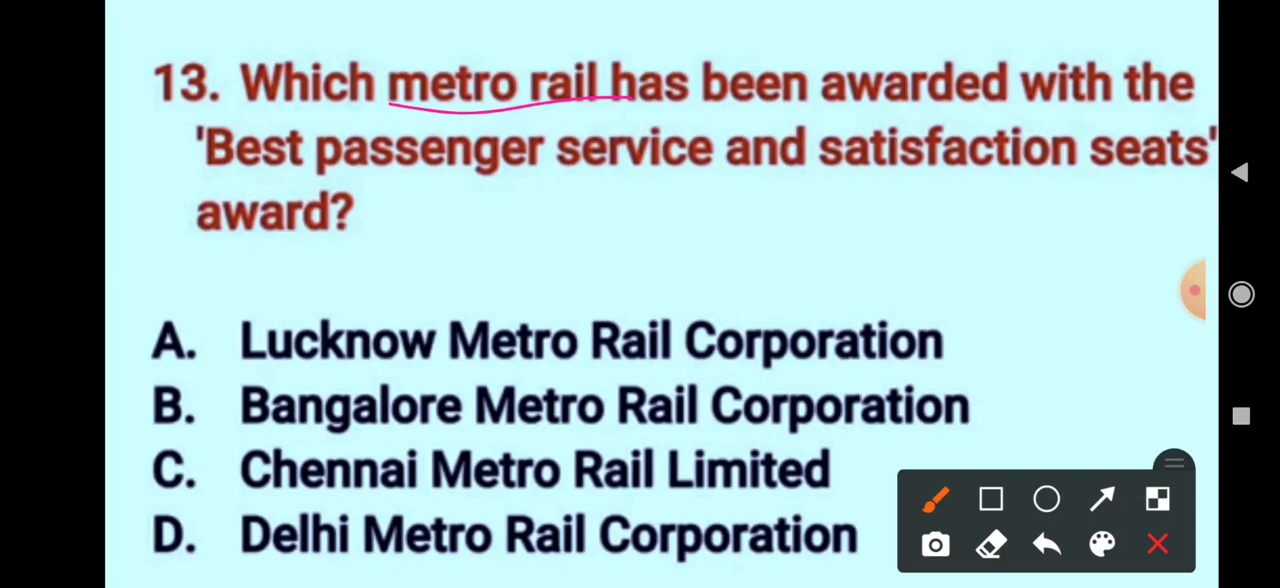 13. Which metro rail has been awarded with the
'Best passenger service and satisfaction seats'
award?
A. Lucknow Metro Rail Corporation
B. Bangalore Metro Rail Corporation
C. Chennai Metro Rail Limited
D. Delhi Metro Rail Corporation